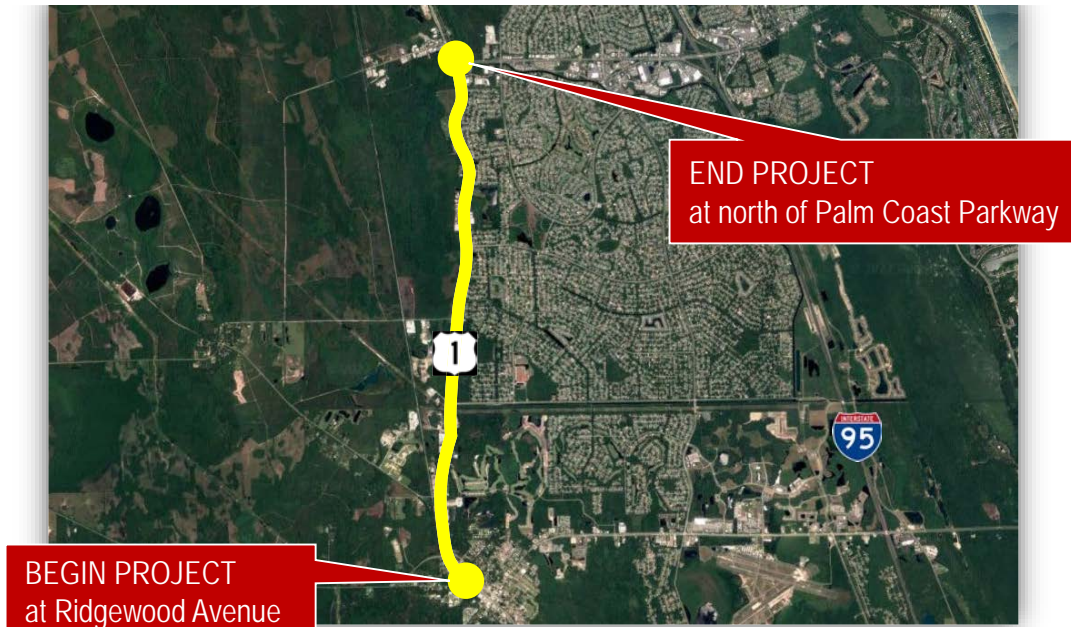 END PROJECT
at north of Palm Coast Parkway
1
INTERSTATE
95
BEGIN PROJECT
at Ridgewood Avenue